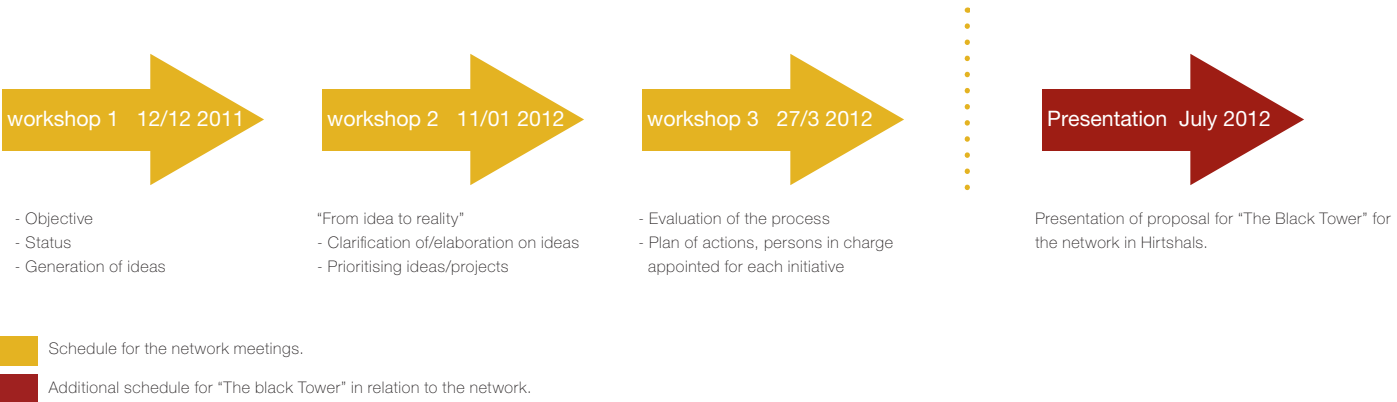 workshop 1 12/12 2011
- Objective
- Status
- Generation of ideas
workshop 2 11/01 2012
“From idea to reality”
- Clarification of/elaboration on ideas
- Prioritising ideas/projects
workshop 3 27/3 2012
- Evaluation of the process
- Plan of actions, persons in charge
appointed for each initiative
Presentation July 2012
Presentation of proposal for “The Black Tower” for
the network in Hirtshals.
Schedule for the network meetings.
Additional schedule for “The black Tower” in relation to the network.